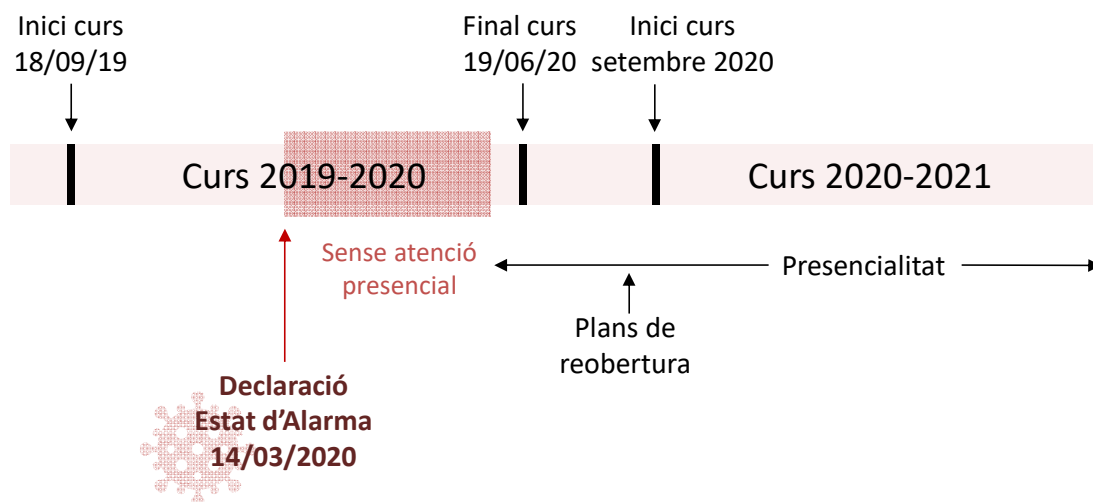 Inici curs
18/09/19
Final curs
19/06/20
Inici curs
setembre 2020
Curs 2019-2020
Curs 2020-2021
Sense atenció
presencial
Presencialitat
Plans de
reobertura
Declaració
Estat d’Alarma
14/03/2020